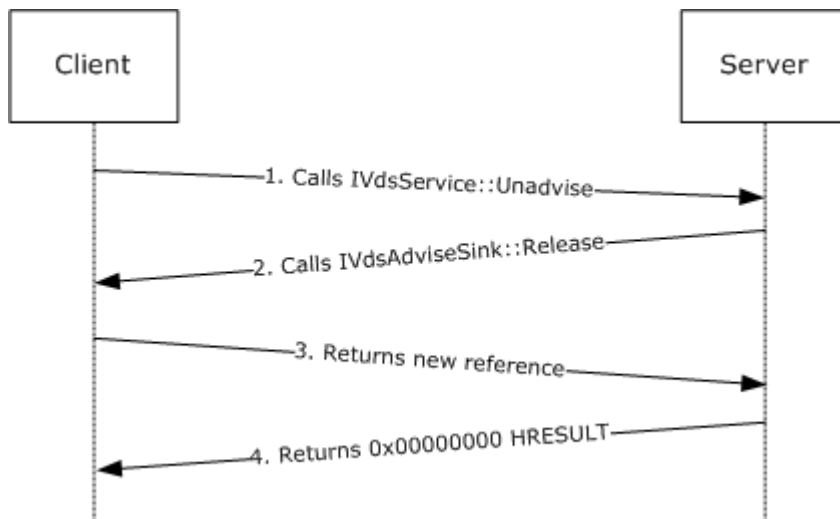 Client
Server
1. Calls IVdsService::Unadvise
2. Calls IVdsAdviseSink::Release
3. Returns new reference
4. Returns 0x00000000 HRESULT